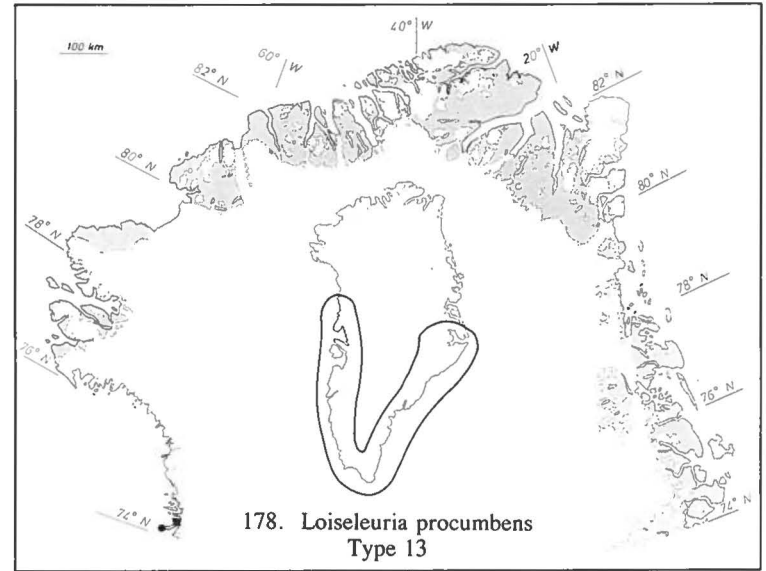 40° W
100 km
60° W
20° W
82° N
82° N
80° N
80° N
78° N
78° N
76° N
76° N
74° N
74° N
178. Loiseleuria procumbens
Type 13